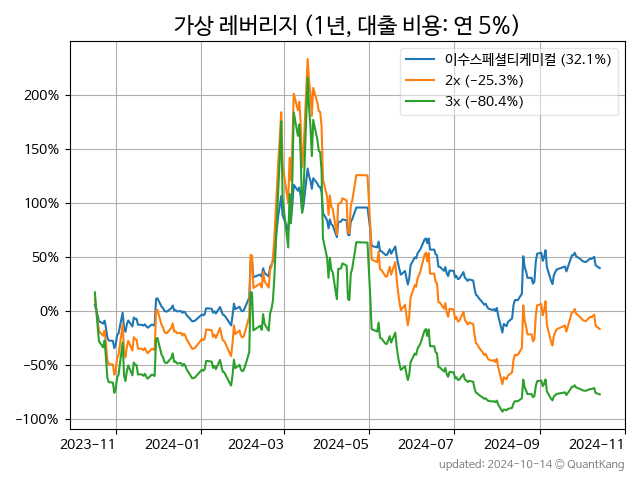 가상 레버리지 (1년, 대출 비용: 연 5%)
이수스페셜티케미컬 (32.1%)
2x (−25.3%)
3x (−80.4%)
200%
150%
100%
50%
0%
−50%
−100%
2023-11 2024-01 2024-03 2024-05 2024-07 2024-09 2024-11
updated: 2024-10-14 © QuantKang